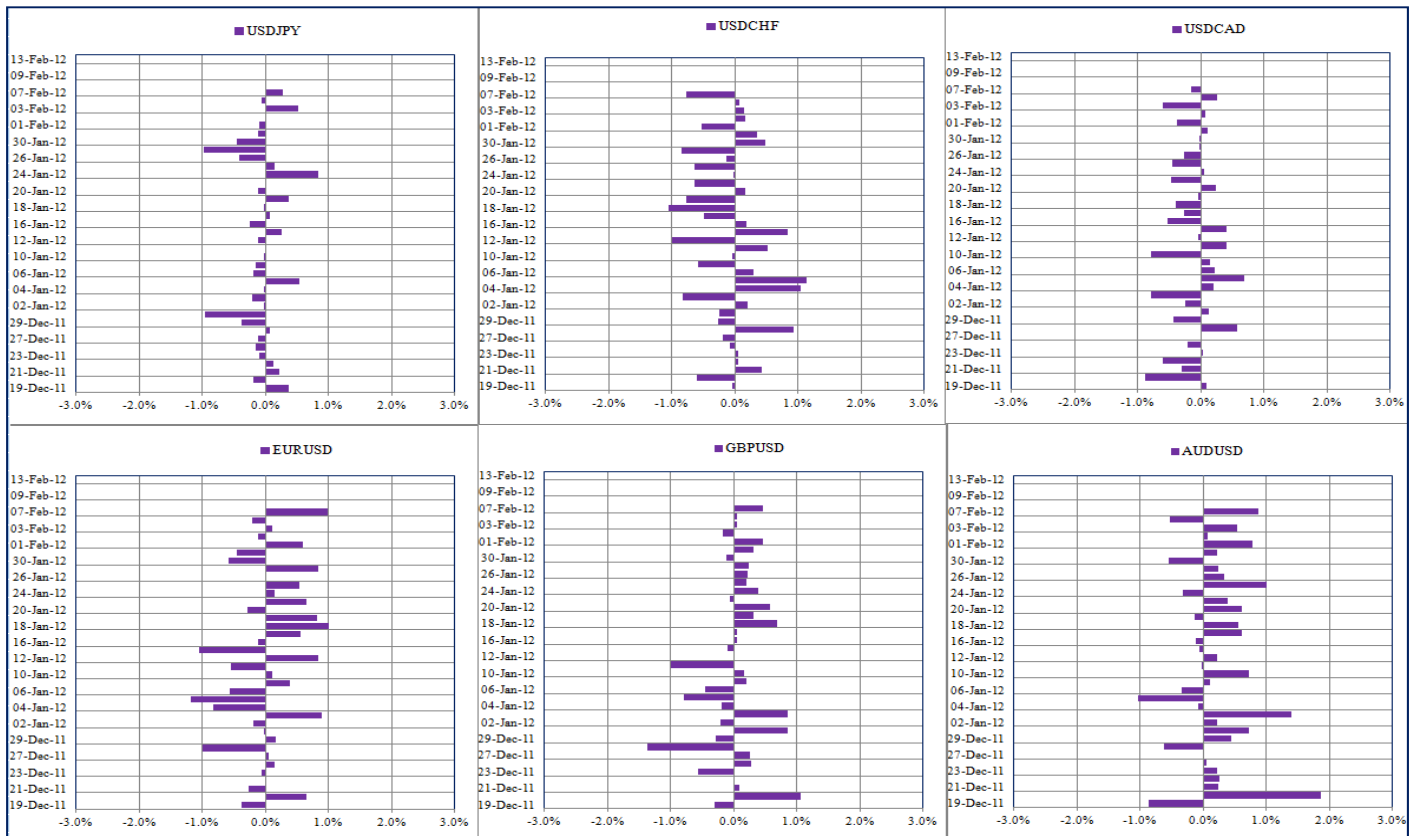 USDJPY
13-Feb-12
09-Feb-12
07-Feb-12
03-Feb-12
01-Feb-12
30-Jan-12
26-Jan-12
24-Jan-12
20-Jan-12
18-Jan-12
16-Jan-12
12-Jan-12
10-Jan-12
06-Jan-12
04-Jan-12
02-Jan-12
29-Dec-11
27-Dec-11
23-Dec-11
21-Dec-11
19-Dec-11
-3.0% -2.0% -1.0% 0.0% 1.0% 2.0% 3.0%
USDCHF
13-Feb-12
09-Feb-12
07-Feb-12
03-Feb-12
01-Feb-12
30-Jan-12
26-Jan-12
24-Jan-12
20-Jan-12
18-Jan-12
16-Jan-12
12-Jan-12
10-Jan-12
06-Jan-12
04-Jan-12
02-Jan-12
29-Dec-11
27-Dec-11
23-Dec-11
21-Dec-11
19-Dec-11
-3.0% -2.0% -1.0% 0.0% 1.0% 2.0% 3.0%
USDCAD
13-Feb-12
09-Feb-12
07-Feb-12
03-Feb-12
01-Feb-12
30-Jan-12
26-Jan-12
24-Jan-12
20-Jan-12
18-Jan-12
16-Jan-12
12-Jan-12
10-Jan-12
06-Jan-12
04-Jan-12
02-Jan-12
29-Dec-11
27-Dec-11
23-Dec-11
21-Dec-11
19-Dec-11
-3.0% -2.0% -1.0% 0.0% 1.0% 2.0% 3.0%
EURUSD
13-Feb-12
09-Feb-12
07-Feb-12
03-Feb-12
01-Feb-12
30-Jan-12
26-Jan-12
24-Jan-12
20-Jan-12
18-Jan-12
16-Jan-12
12-Jan-12
10-Jan-12
06-Jan-12
04-Jan-12
02-Jan-12
29-Dec-11
27-Dec-11
23-Dec-11
21-Dec-11
19-Dec-11
-3.0% -2.0% -1.0% 0.0% 1.0% 2.0% 3.0%
GBPUSD
13-Feb-12
09-Feb-12
07-Feb-12
03-Feb-12
01-Feb-12
30-Jan-12
26-Jan-12
24-Jan-12
20-Jan-12
18-Jan-12
16-Jan-12
12-Jan-12
10-Jan-12
06-Jan-12
04-Jan-12
02-Jan-12
29-Dec-11
27-Dec-11
23-Dec-11
21-Dec-11
19-Dec-11
-3.0% -2.0% -1.0% 0.0% 1.0% 2.0% 3.0%
AUDUSD
13-Feb-12
09-Feb-12
07-Feb-12
03-Feb-12
01-Feb-12
30-Jan-12
26-Jan-12
24-Jan-12
20-Jan-12
18-Jan-12
16-Jan-12
12-Jan-12
10-Jan-12
06-Jan-12
04-Jan-12
02-Jan-12
29-Dec-11
27-Dec-11
23-Dec-11
21-Dec-11
19-Dec-11
-3.0% -2.0% -1.0% 0.0% 1.0% 2.0% 3.0%